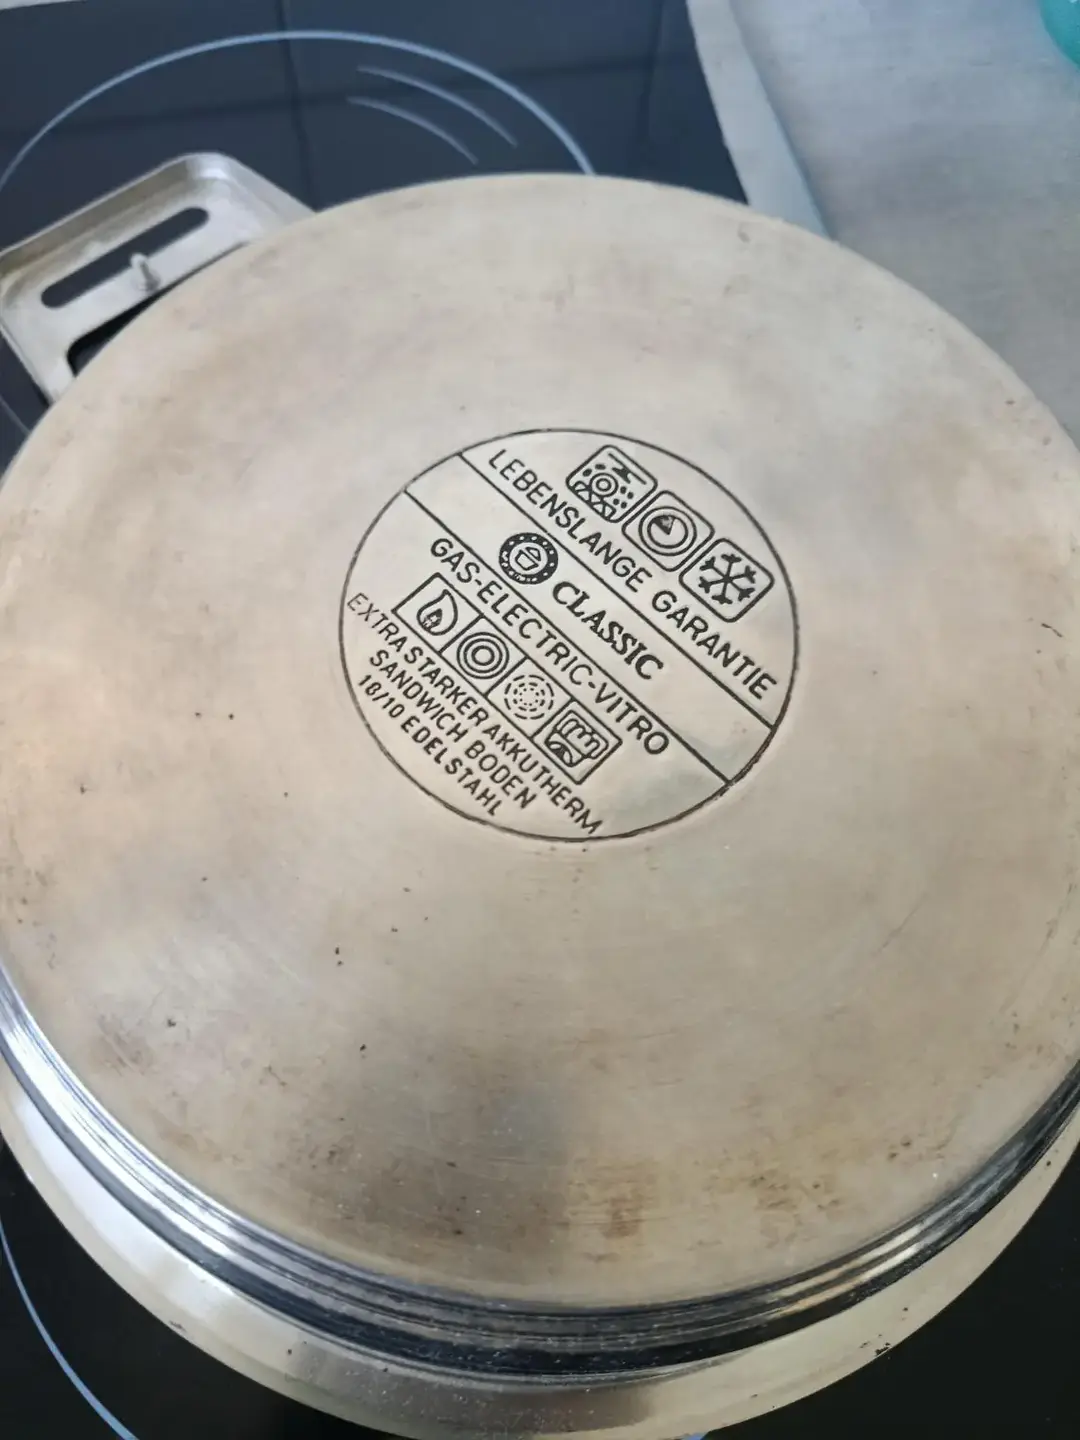 LEBENSLANGE GARANTIE
CLASSIC
GAS-ELECTRIC-VITRO
EXTRA STARKER AKKUTHERM
SANDWICH BODEN
18/10 EDELSTAHL